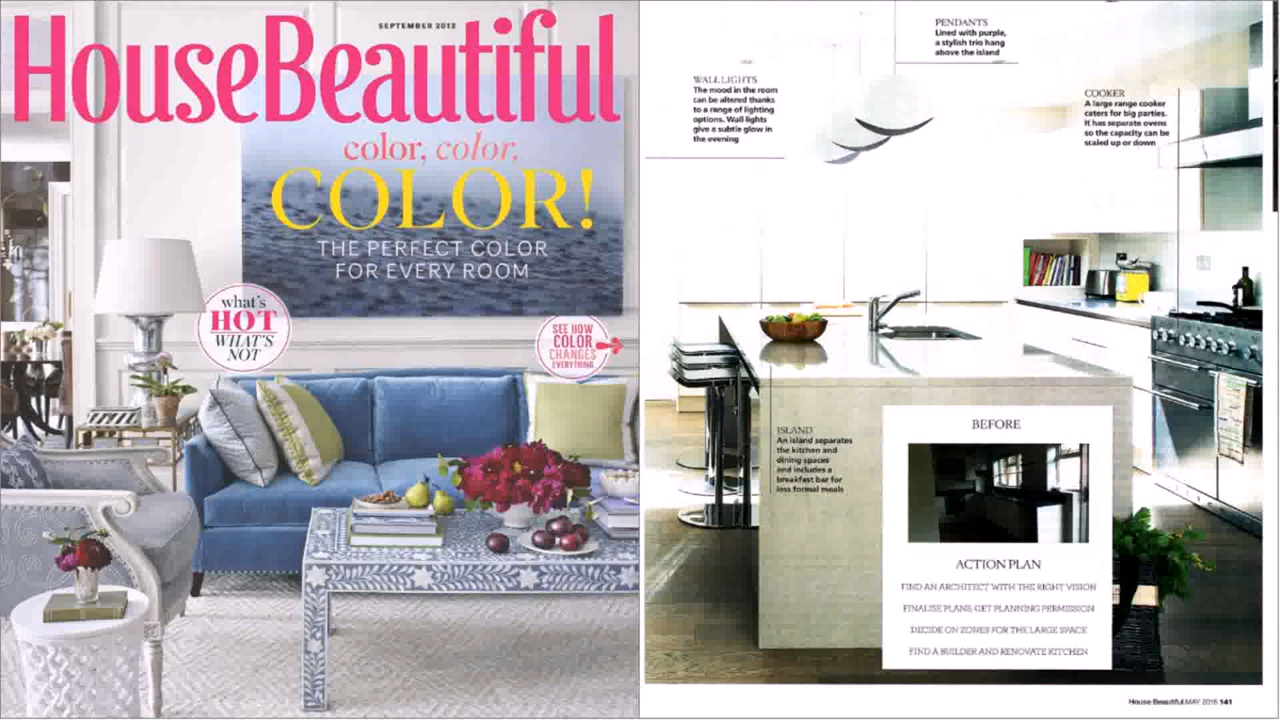 SEPTEMBER 2012
HouseBeautiful
color, color.
COLOR!
THE PERFECT COLOR
FOR EVERY ROOM
what's
HOT
WHAT'S
NOT
SEE HOW
COLOR
CHANGES
EVERYTHING
PENDANTS
Lined with purple,
a stylish trio hang
above the island
WALL LIGHTS
The mood in the room
can be altered thanks
to a range of lighting
options. Wall lights
give a subtle glow in
the evening
COOKER
A large range cooker
caters for big parties.
It has separate ovens
so the capacity can be
scaled up or down
ISLAND
An island separates
the kitchen and
dining spaces
and includes a
breakfast bar for
less formal meals
BEFORE
ACTION PLAN
FIND AN ARCHITECT WITH THE RIGHT VISION
FINALISE PLANS; GET PLANNING PERMISSION
DECIDE ON ZONES FOR THE LARGE SPACE
FIND A BUILDER AND RENOVATE KITCHEN
House Beautiful MAY 2016 141